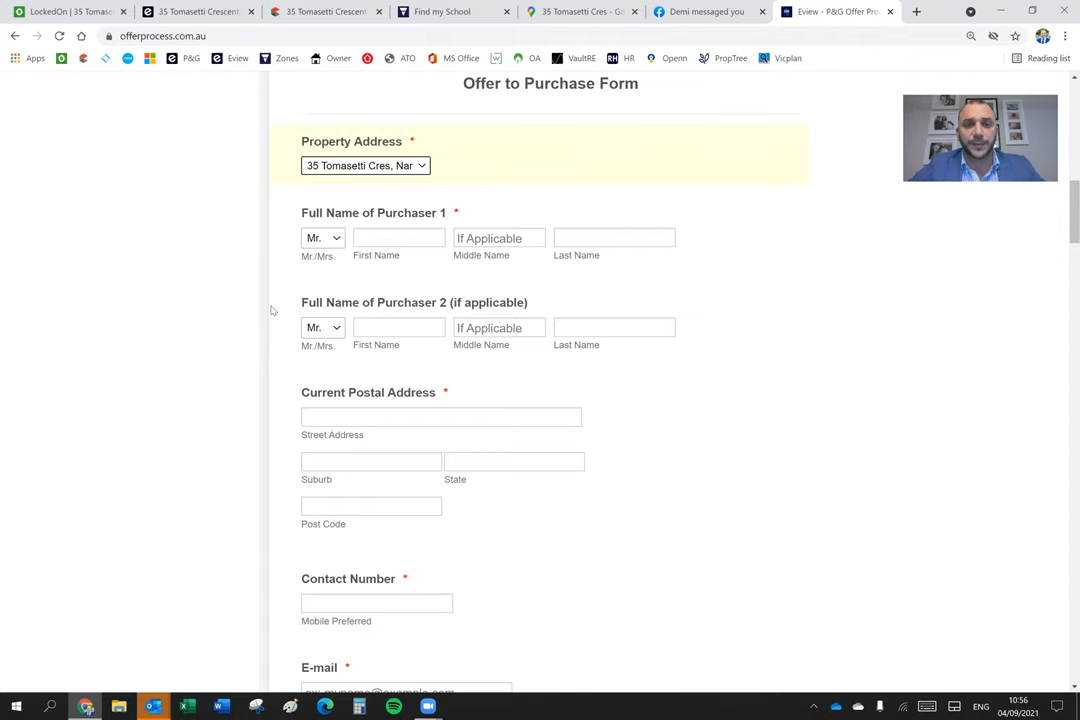 LockedOn | 35 Tomase
35 Tomasetti Crescent,
35 Tomasetti Crescent
Find my School
35 Tomasetti Cres - Go
Demi messaged you
Eview - P&G Offer Pro
offerprocess.com.au
Apps
P&G
Eview
Zones
Owner
ATO
MS Office
OA
VaultRE
HR
Openn
PropTree
Vicplan
Reading list
Offer to Purchase Form
Property Address *
35 Tomasetti Cres, Nar
Full Name of Purchaser 1 *
Mr. If Applicable
Mr./Mrs. First Name Middle Name Last Name
Full Name of Purchaser 2 (if applicable)
Mr. If Applicable
Mr./Mrs. First Name Middle Name Last Name
Current Postal Address *
Street Address
Suburb State
Post Code
Contact Number *
Mobile Preferred
E-mail *
ex: myname@example.com
ENG
10:56
04/09/2021